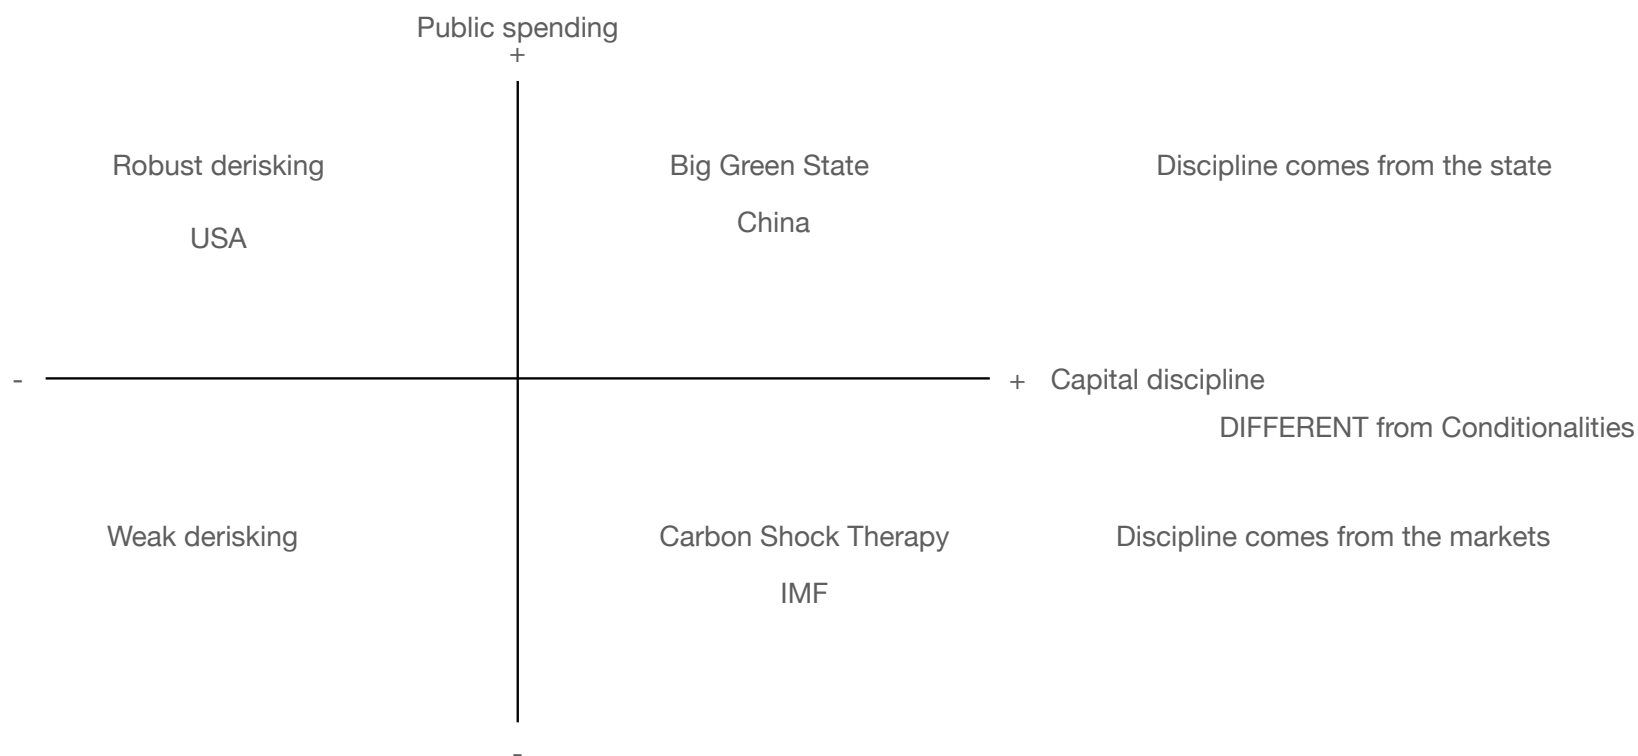 Public spending
+
Robust derisking
Big Green State
Discipline comes from the state
USA
China
-
+ Capital discipline
DIFFERENT from Conditionalities
Weak derisking
Carbon Shock Therapy
Discipline comes from the markets
IMF
-